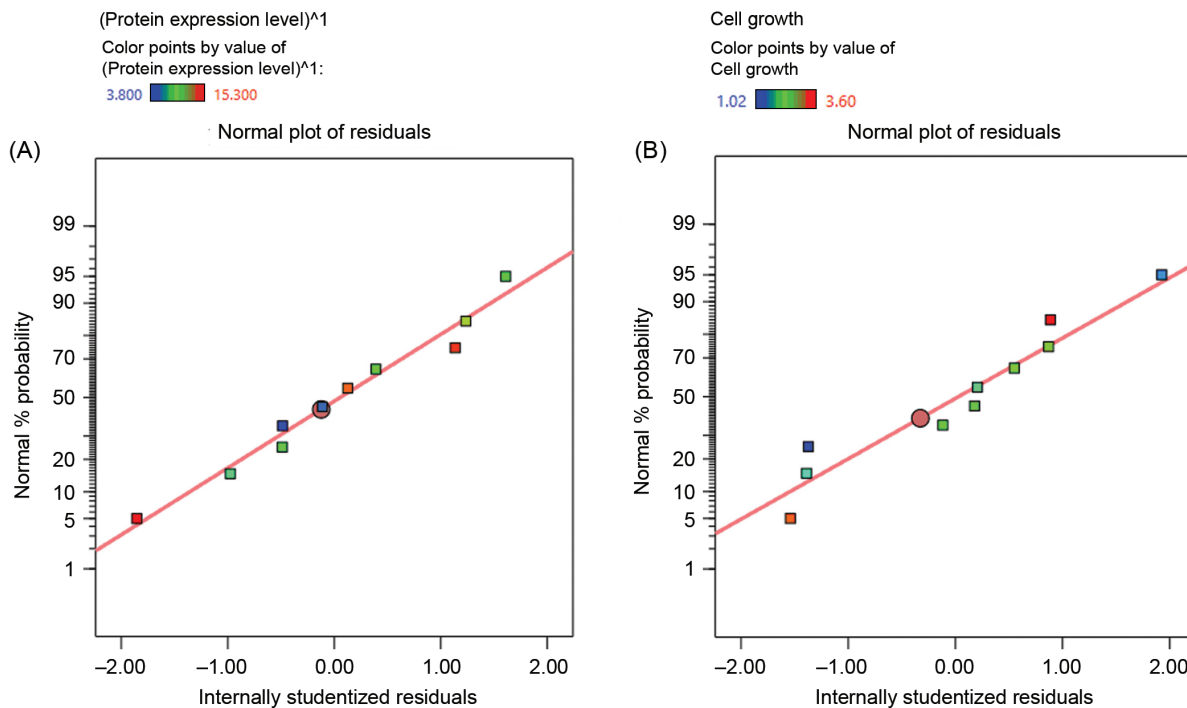 (Protein expression level)^1
Color points by value of
(Protein expression level)^1:
3.800 15.300
Normal plot of residuals
(A)
99
95
90
70
50
20
10
5
1
Normal % probability
–2.00 –1.00 0.00 1.00 2.00
Internally studentized residuals
Cell growth
Color points by value of
Cell growth
1.02 3.60
Normal plot of residuals
(B)
99
95
90
70
50
20
10
5
1
Normal % probability
–2.00 –1.00 0.00 1.00 2.00
Internally studentized residuals